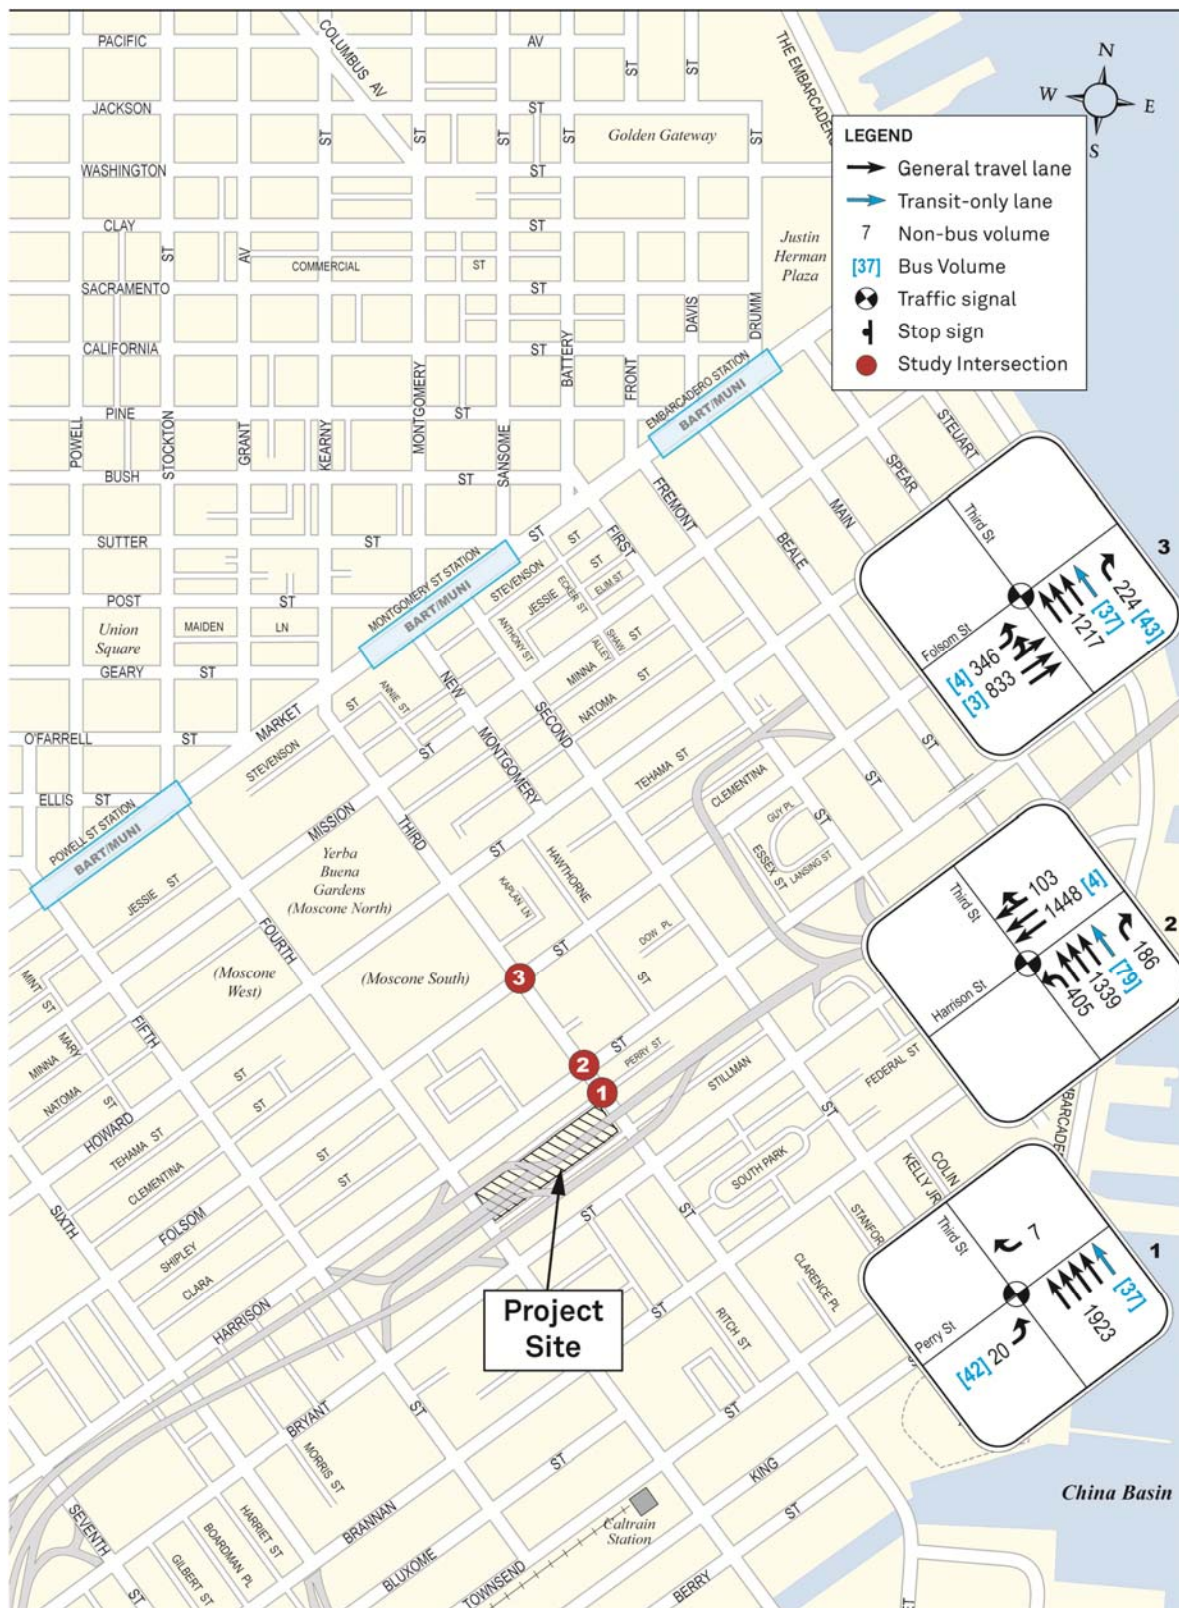 PACIFIC
AV
COLUMBUS AV
ST
ST
THE EMBARCADERO
N
W
E
S
JACKSON
ST
ST
ST
ST
ST
ST
ST
Golden Gateway
WASHINGTON
ST
CLAY
ST
ST
AV
COMMERCIAL
ST
Justin
Herman
Plaza
SACRAMENTO
ST
DAVIS
DRUMM
CALIFORNIA
ST
BATTERY
FRONT
MONTGOMERY
EMBARCADERO STATION
BART/MUNI
PINE
ST
POWELL
STOCKTON
GRANT
KEARNY
SANSOME
BUSH
ST
LEGEND
General travel lane
Transit-only lane
7 Non-bus volume
[37] Bus Volume
Traffic signal
Stop sign
Study Intersection
STEUART
SPEAR
MAIN
BEALE
FREMONT
FIRST
SUTTER
ST
ST
ST
ST
MONTGOMERY ST STATION
BART/MUNI
STEVENSON
JESSIE
ECKER ST
ELIM ST
ANTHONY ST
SHAW
ALLEY
ST
MINNA
NATOMA
ST
POST
ST
Union
Square
MAIDEN
LN
GEARY
ST
ANNIE ST
ST
NEW
MONTGOMERY
SECOND
O'FARRELL
ST
MARKET
STEVENSON
ST
TEHAMA ST
CLEMENTINA
ST
ST
ELLIS
ST
POWELL ST STATION
BART/MUNI
MISSION
THIRD
ST
GUY PL
ESSEX ST
LANSING ST
ST
Yerba
Buena
Gardens
(Moscone North)
JESSIE ST
KAPLAN LN
HAWTHORNE
DOW PL
ST
ST
FOURTH
(Moscone
West)
(Moscone South)
3
MINT
ST
MARY
MINNA
NATOMA
ST
FIFTH
ST
HOWARD
TEHAMA ST
CLEMENTINA
ST
FOLSOM
SHIPLEY
CLARA
ST
ST
SIXTH
2
1
ST
PERRY ST
STILLMAN
FEDERAL ST
ST
SOUTH PARK
COLIN
KELLY JR
STANFOR
CLARENCE PL
RITCH ST
ST
ST
ST
ST
ST
ST
Project
Site
HARRISON
BRYANT
MORRIS ST
HARRIET ST
BOARDMAN PL
GILBERT ST
SEVENTH
ST
BRANNAN
BLUXOME
TOWNSEND
ST
KING
ST
BERRY
ST
Caltrain
Station
China Basin
MBARCADE
3
Third St
Folsom St
[4] 346
[3] 833
1217
[37]
224 [43]
2
Third St
Harrison St
103
1448 [4]
405
1339
[79]
186
1
Third St
Perry St
7
[42] 20
1923
[37]